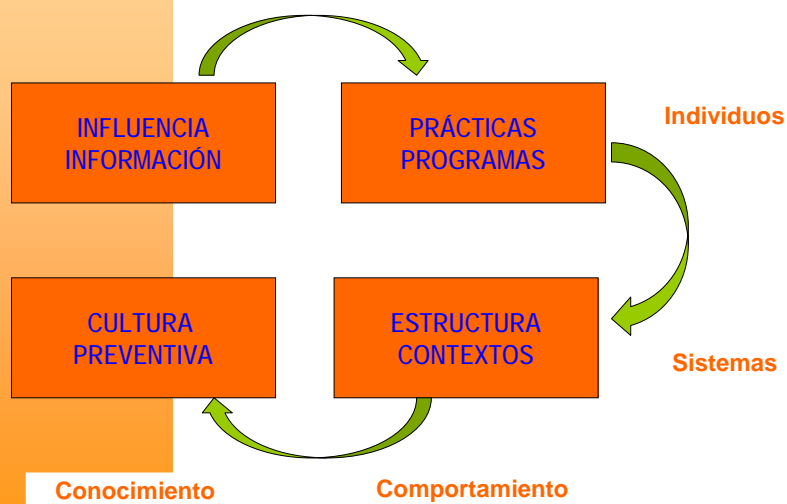 INFLUENCIA
INFORMACIÓN
PRÁCTICAS
PROGRAMAS
Individuos
CULTURA
PREVENTIVA
ESTRUCTURA
CONTEXTOS
Sistemas
Conocimiento
Comportamiento